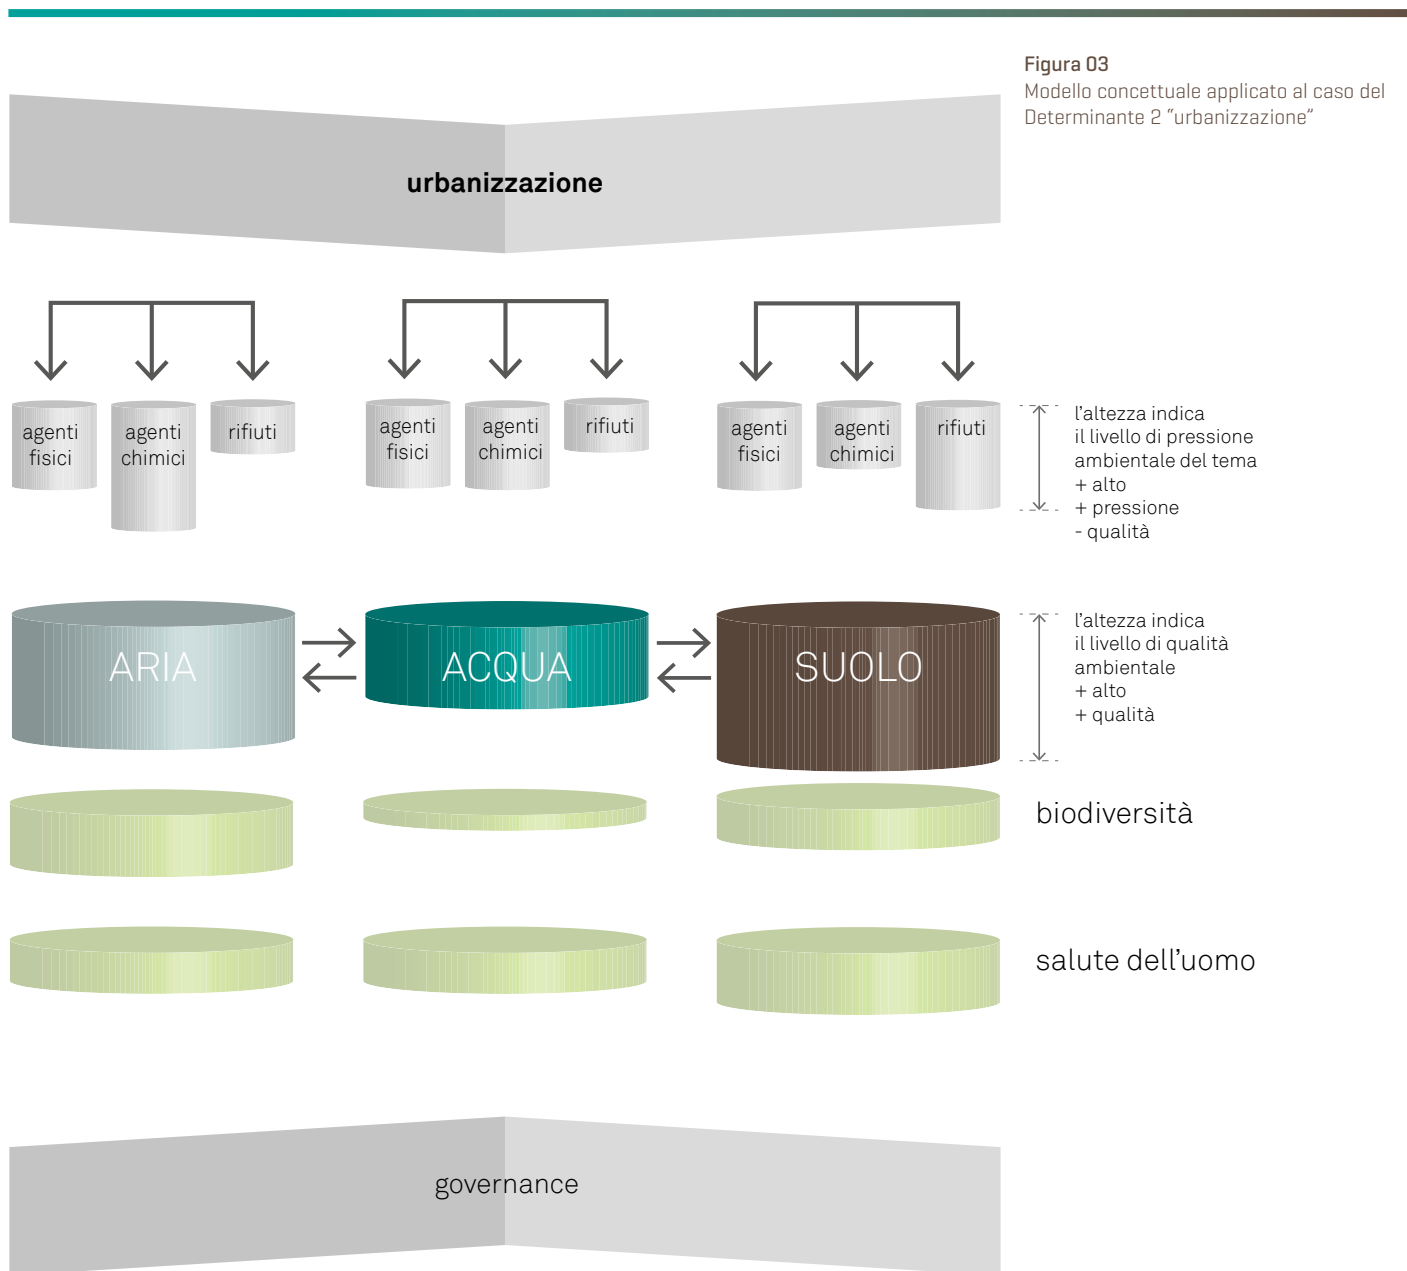 Figura 03
Modello concettuale applicato al caso del
Determinante 2 “urbanizzazione”
urbanizzazione
agenti
fisici
agenti
chimici
rifiuti
agenti
fisici
agenti
chimici
rifiuti
agenti
fisici
agenti
chimici
rifiuti
l'altezza indica
il livello di pressione
ambientale del tema
+ alto
+ pressione
- qualità
ARIA
ACQUA
SUOLO
l'altezza indica
il livello di qualità
ambientale
+ alto
+ qualità
biodiversità
salute dell'uomo
governance